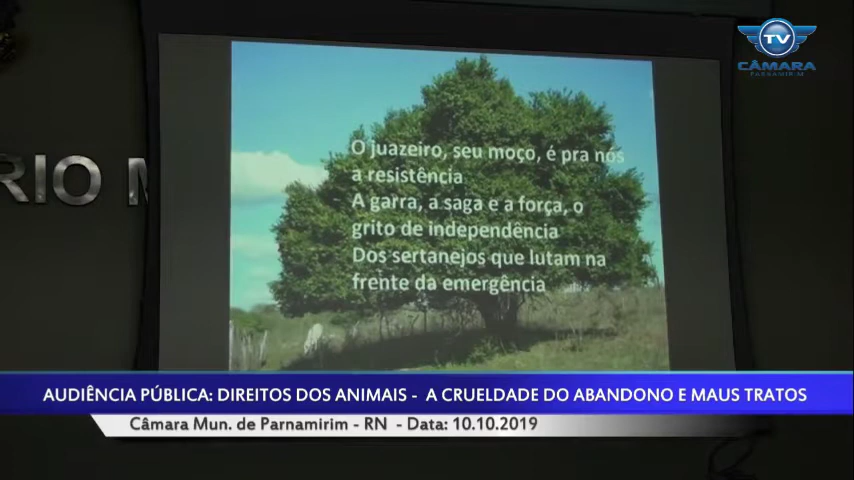 TV
CÂMARA
PARNAMIRIM
RIO M
O juazeiro, seu moço, é pra nós
a resistência
A garra, a saga e a força, o
grito de independência
Dos sertanejos que lutam na
frente da emergência
AUDIÊNCIA PÚBLICA: DIREITOS DOS ANIMAIS - A CRUELDADE DO ABANDONO E MAUS TRATOS
Câmara Mun. de Parnamirim - RN - Data: 10.10.2019